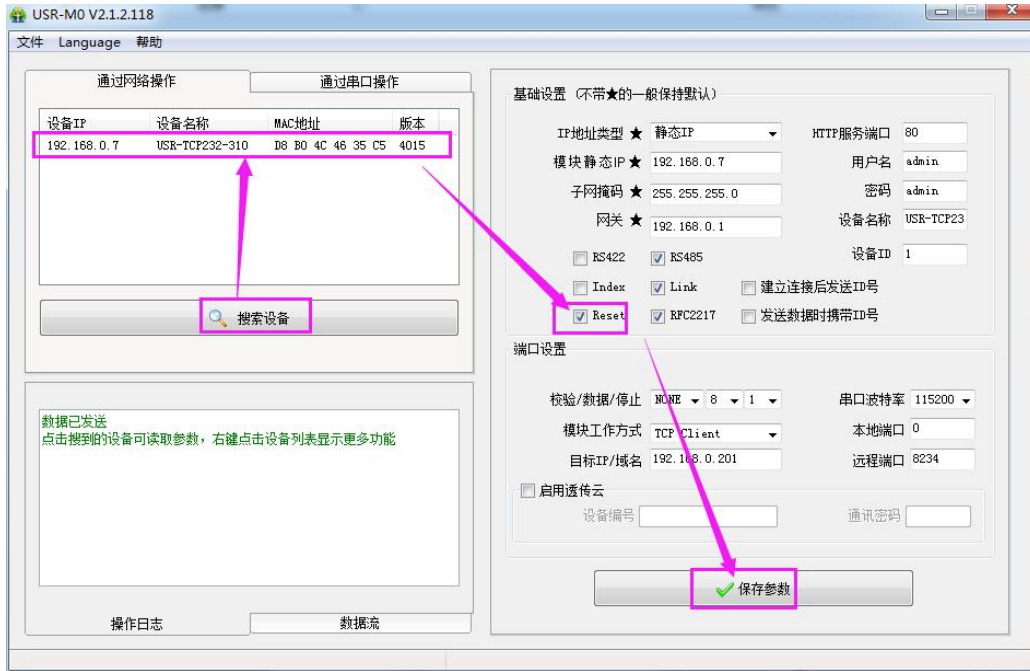 USR-M0 V2.1.2.118
文件 Language 帮助
通过网络操作 通过串口操作
设备IP 设备名称 MAC地址 版本
192.168.0.7 USR-TCP232-310 D8 B0 4C 46 35 C5 4015
搜索设备
数据已发送
点击搜到的设备可读取参数，右键点击设备列表显示更多功能
操作日志 数据流
基础设置 （不带★的一般保持默认）
IP地址类型 ★ 静态IP HTTP服务端口 80
模块静态IP★ 192.168.0.7 用户名 admin
子网掩码 ★ 255.255.255.0 密码 admin
网关 ★ 192.168.0.1 设备名称 USR-TCP23
RS422 RS485 设备ID 1
Index Link 建立连接后发送ID号
Reset RFC2217 发送数据时携带ID号
端口设置
校验/数据/停止 NONE 8 1 串口波特率 115200
模块工作方式 TCP Client 本地端口 0
目标IP/域名 192.168.0.201 远程端口 8234
启用透传云
设备编号 通讯密码
保存参数